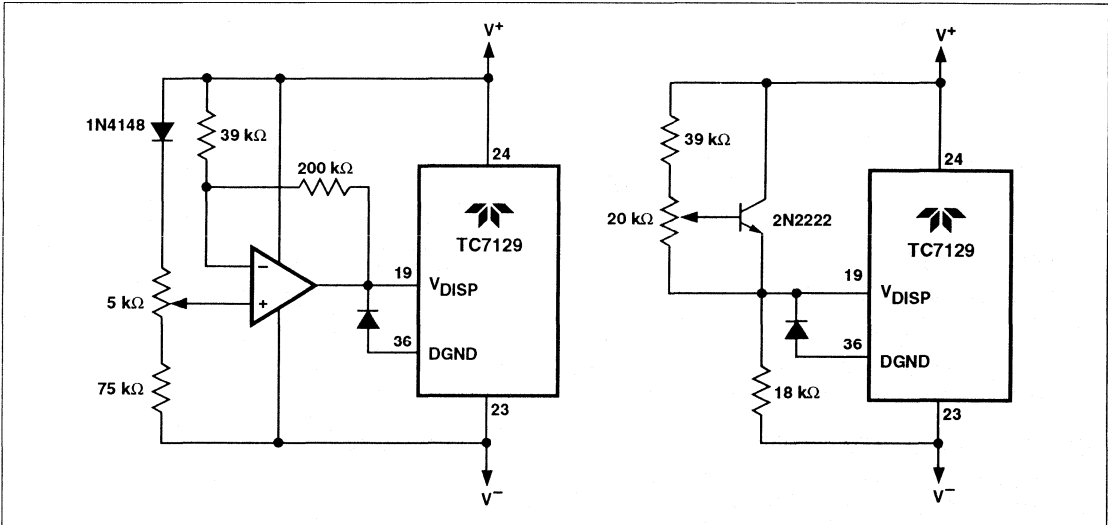 V+
1N4148
39 kΩ
200 kΩ
24
TC7129
5 kΩ
−
+
19
VDISP
36
DGND
75 kΩ
23
V−
V+
39 kΩ
24
20 kΩ
2N2222
TC7129
19
VDISP
36
DGND
18 kΩ
23
V−